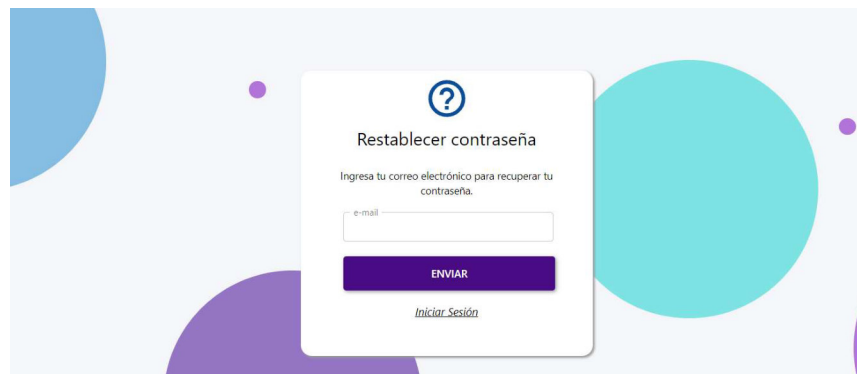 ?
Restablecer contraseña
Ingresa tu correo electrónico para recuperar tu
contraseña.
e-mail
ENVIAR
Iniciar Sesión